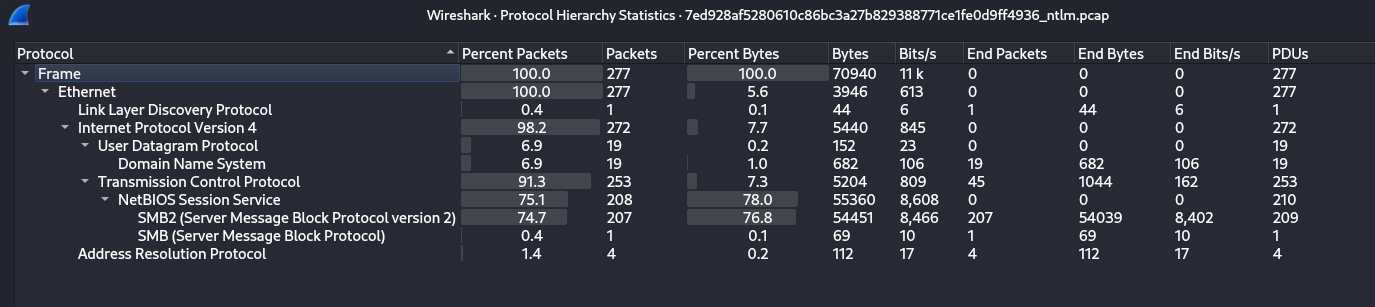 Wireshark · Protocol Hierarchy Statistics · 7ed928af5280610c86bc3a27b829388771ce1fe0d9ff4936_ntlm.pcap
Protocol Percent Packets Packets Percent Bytes Bytes Bits/s End Packets End Bytes End Bits/s PDUs
Frame 100.0 277 100.0 70940 11 k 0 0 0 277
Ethernet 100.0 277 5.6 3946 613 0 0 0 277
Link Layer Discovery Protocol 0.4 1 0.1 44 6 1 44 6 1
Internet Protocol Version 4 98.2 272 7.7 5440 845 0 0 0 272
User Datagram Protocol 6.9 19 0.2 152 23 0 0 0 19
Domain Name System 6.9 19 1.0 682 106 19 682 106 19
Transmission Control Protocol 91.3 253 7.3 5204 809 45 1044 162 253
NetBIOS Session Service 75.1 208 78.0 55360 8,608 0 0 0 210
SMB2 (Server Message Block Protocol version 2) 74.7 207 76.8 54451 8,466 207 54039 8,402 209
SMB (Server Message Block Protocol) 0.4 1 0.1 69 10 1 69 10 1
Address Resolution Protocol 1.4 4 0.2 112 17 4 112 17 4